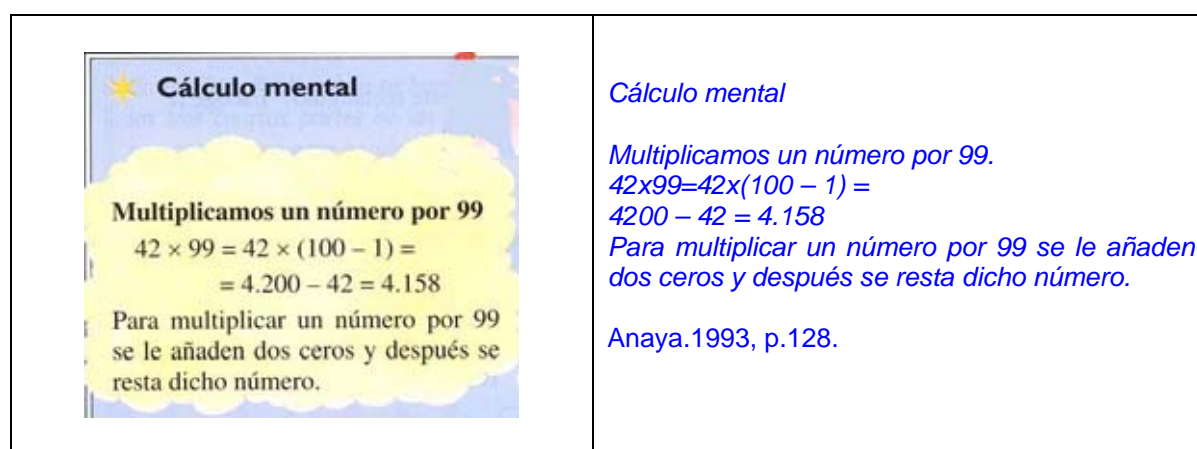 Cálculo mental
Multiplicamos un número por 99
42 × 99 = 42 × (100 – 1) =
= 4.200 – 42 = 4.158
Para multiplicar un número por 99
se le añaden dos ceros y después se
resta dicho número.
Cálculo mental
Multiplicamos un número por 99.
42x99=42x(100 – 1) =
4200 – 42 = 4.158
Para multiplicar un número por 99 se le añaden
dos ceros y después se resta dicho número.
Anaya.1993, p.128.